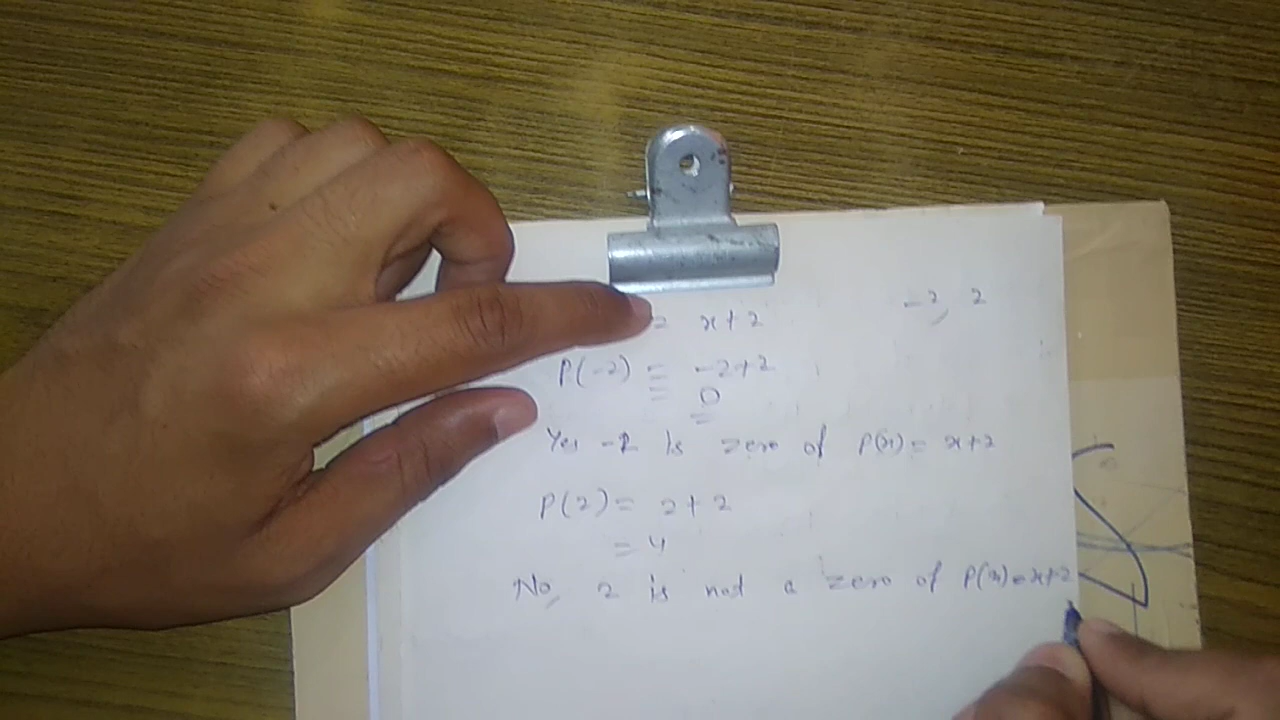 -2, 2
= x+2
P(-2) = -2+2
= 0
Yes -2 is zero of P(x) = x+2
P(2) = 2+2
= 4
No, 2 is not a zero of P(x) = x+2